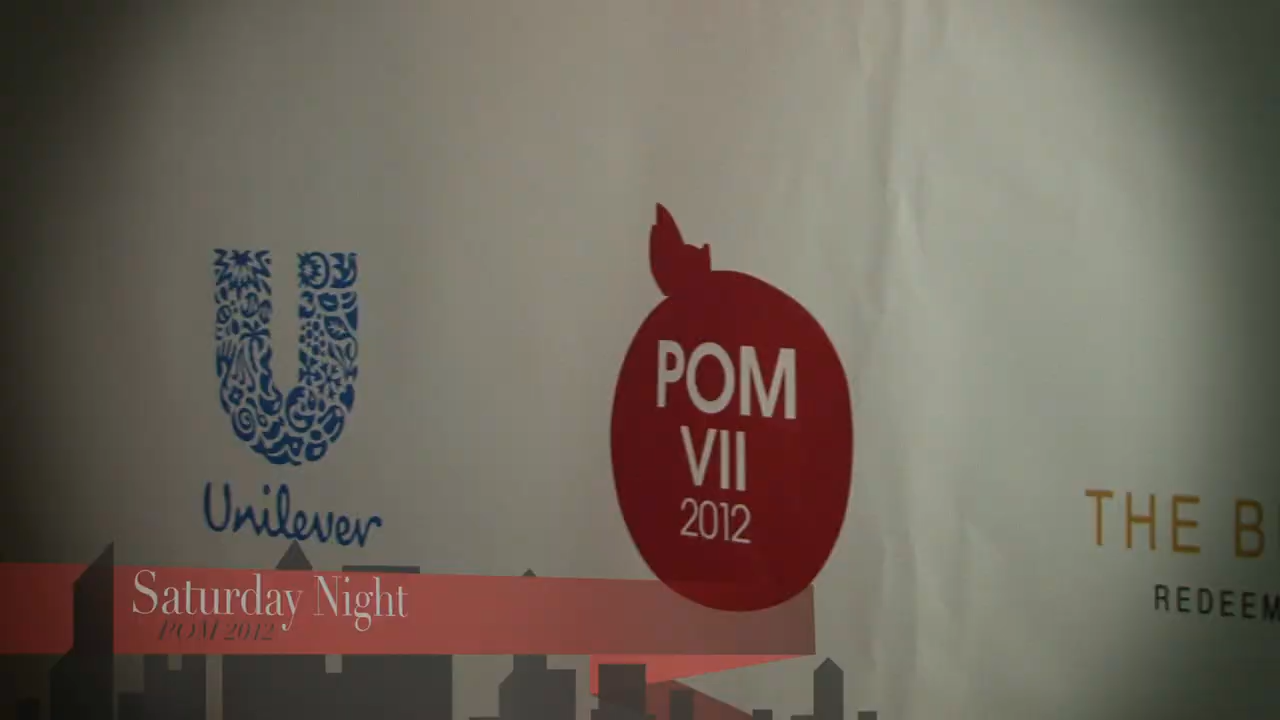 Unilever
POM
VII
2012
THE B
REDEEM
Saturday Night
POM 2012